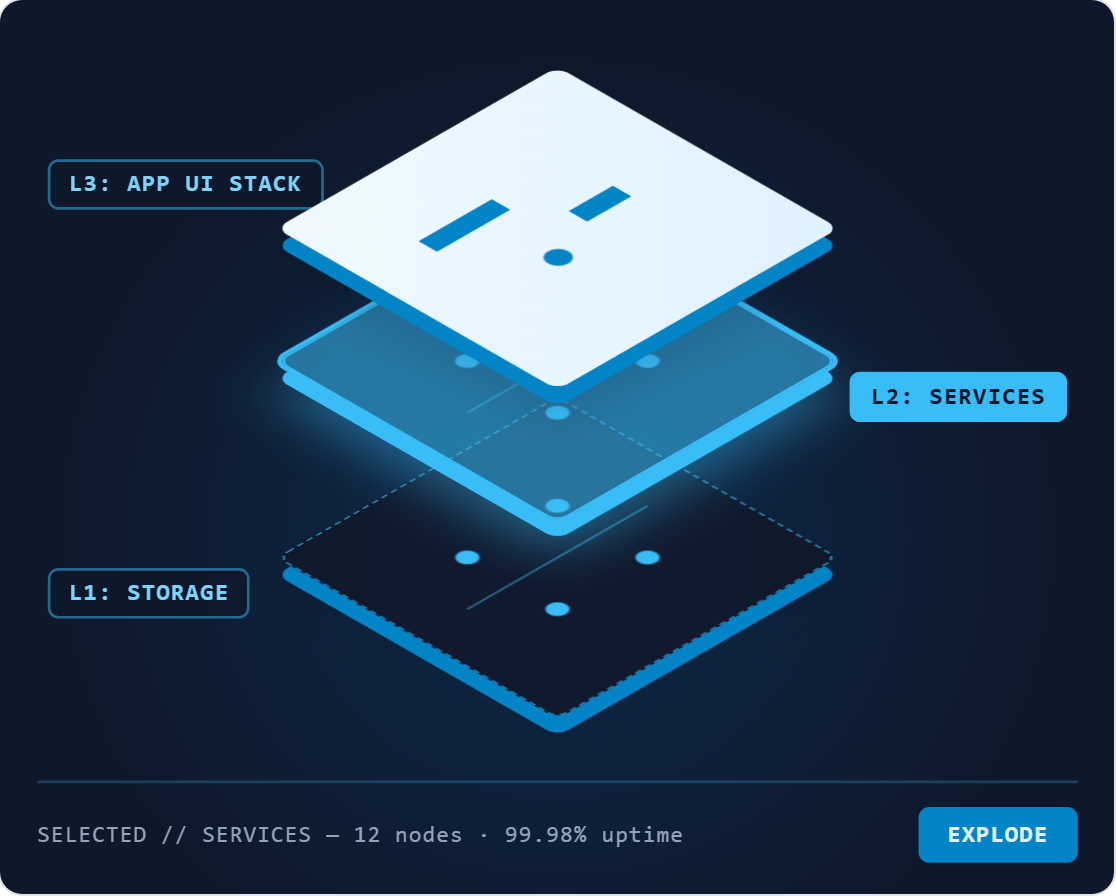 L3: APP UI STACK
L2: SERVICES
L1: STORAGE
SELECTED // SERVICES — 12 nodes · 99.98% uptime
EXPLODE